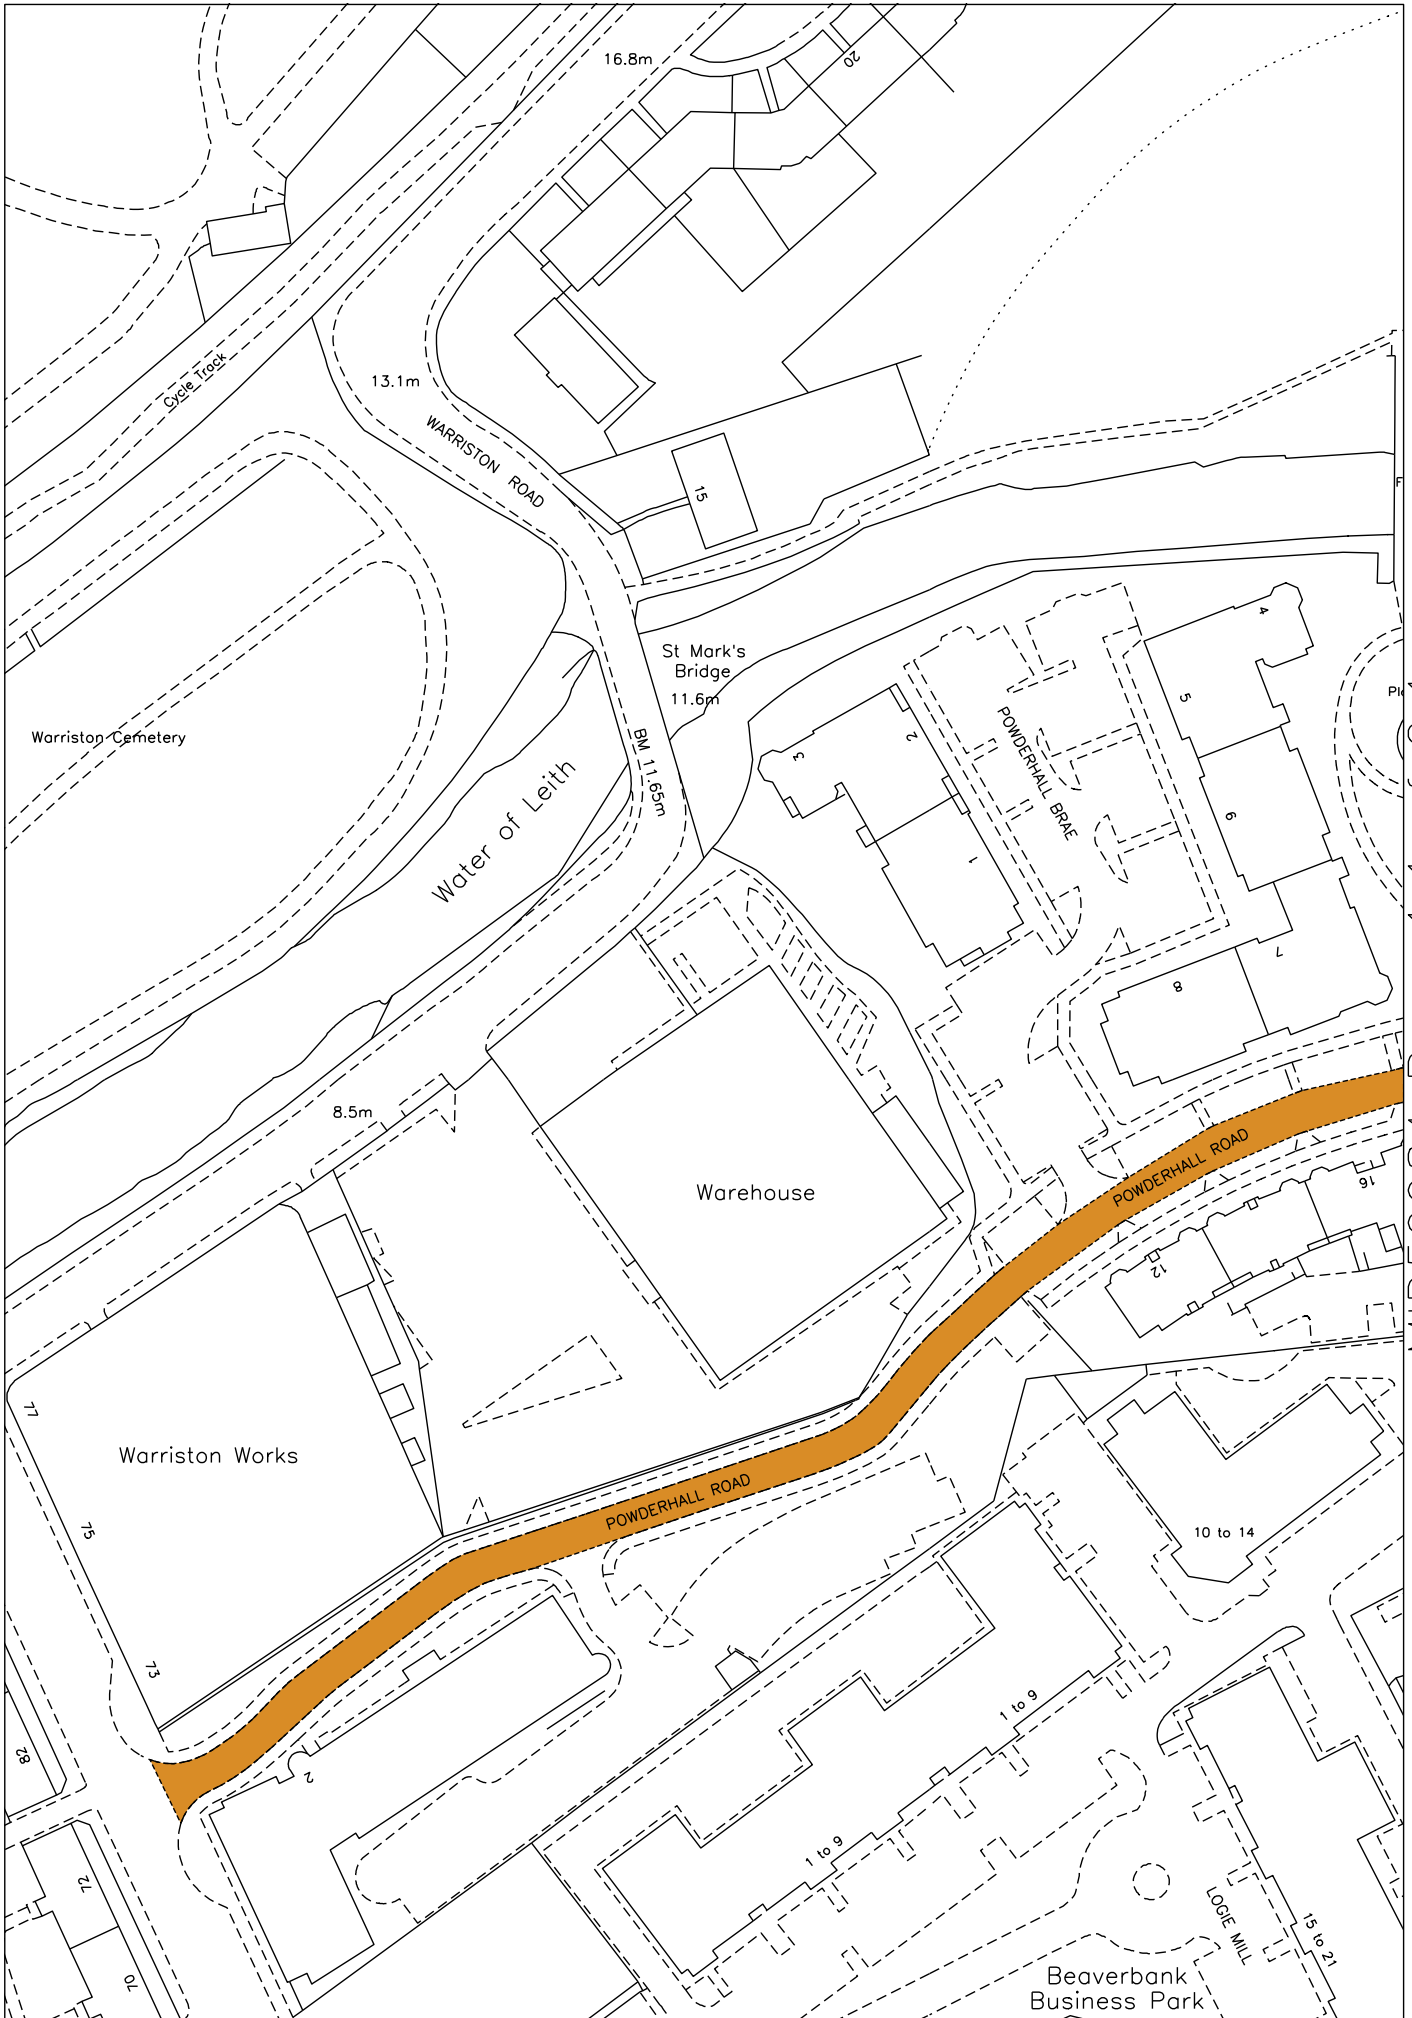 16.8m
20
Cycle Track
13.1m
WARRISTON ROAD
15
4
St Mark's
Bridge
11.6m
5
POWDERHALL BRAE
2
3
Warriston Cemetery
BM 11.65m
Water of Leith
6
1
7
8
8.5m
POWDERHALL ROAD
Warehouse
16
12
77
Warriston Works
POWDERHALL ROAD
75
10 to 14
73
1 to 9
82
2
1 to 9
72
LOGIE MILL
15 to 21
70
Beaverbank
Business Park